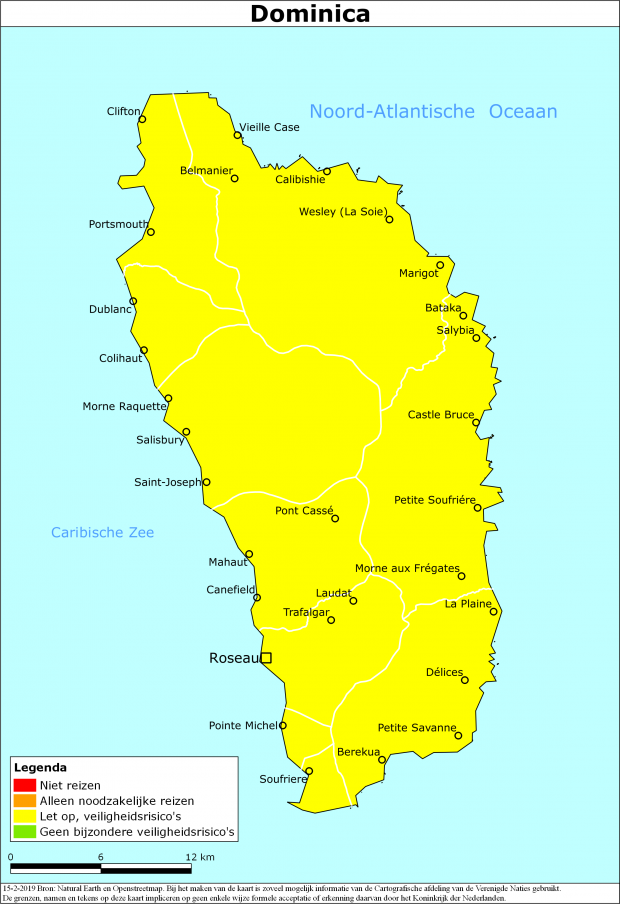 Dominica
Noord-Atlantische Oceaan
Clifton
Vieille Case
Belmanier
Calibishie
Wesley (La Soie)
Portsmouth
Marigot
Dublanc
Bataka
Salybia
Colihaut
Morne Raquette
Castle Bruce
Salisbury
Saint-Joseph
Petite Soufriére
Pont Cassé
Caribische Zee
Mahaut
Morne aux Frégates
Canefield
Laudat
La Plaine
Trafalgar
Roseau
Délices
Pointe Michel
Petite Savanne
Berekua
Soufriere
Legenda
Niet reizen
Alleen noodzakelijke reizen
Let op, veiligheidsrisico's
Geen bijzondere veiligheidsrisico's
0 6 12 km
15-2-2019 Bron: Natural Earth en Openstreetmap. Bij het maken van de kaart is zoveel mogelijk informatie van de Cartografische afdeling van de Verenigde Naties gebruikt.
De grenzen, namen en tekens op deze kaart impliceren op geen enkele wijze formele acceptatie of erkenning daarvan door het Koninkrijk der Nederlanden.